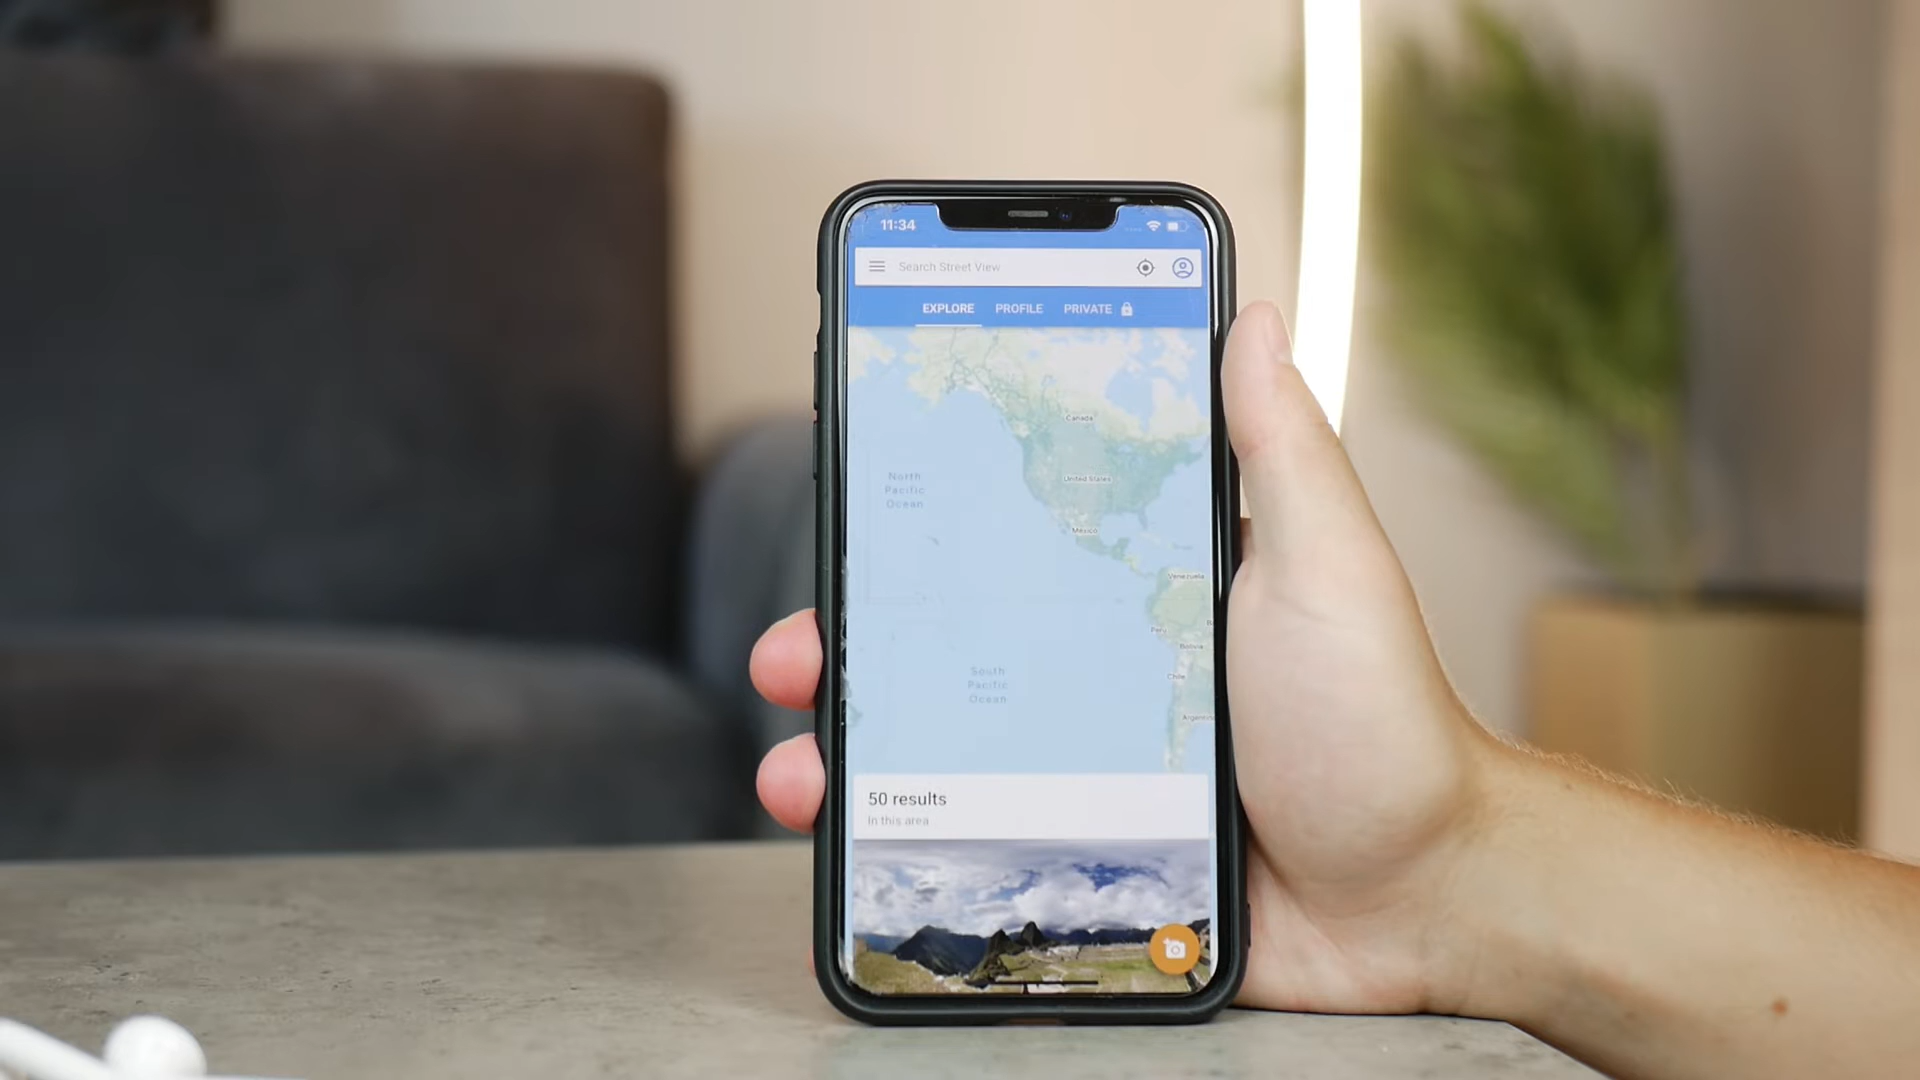 11:34
Search Street View
EXPLORE PROFILE PRIVATE
Canada
North
Pacific
Ocean
United States
Mexico
Venezuela
Peru
Bolivia
South
Pacific
Ocean
Chile
Argentina
50 results
In this area